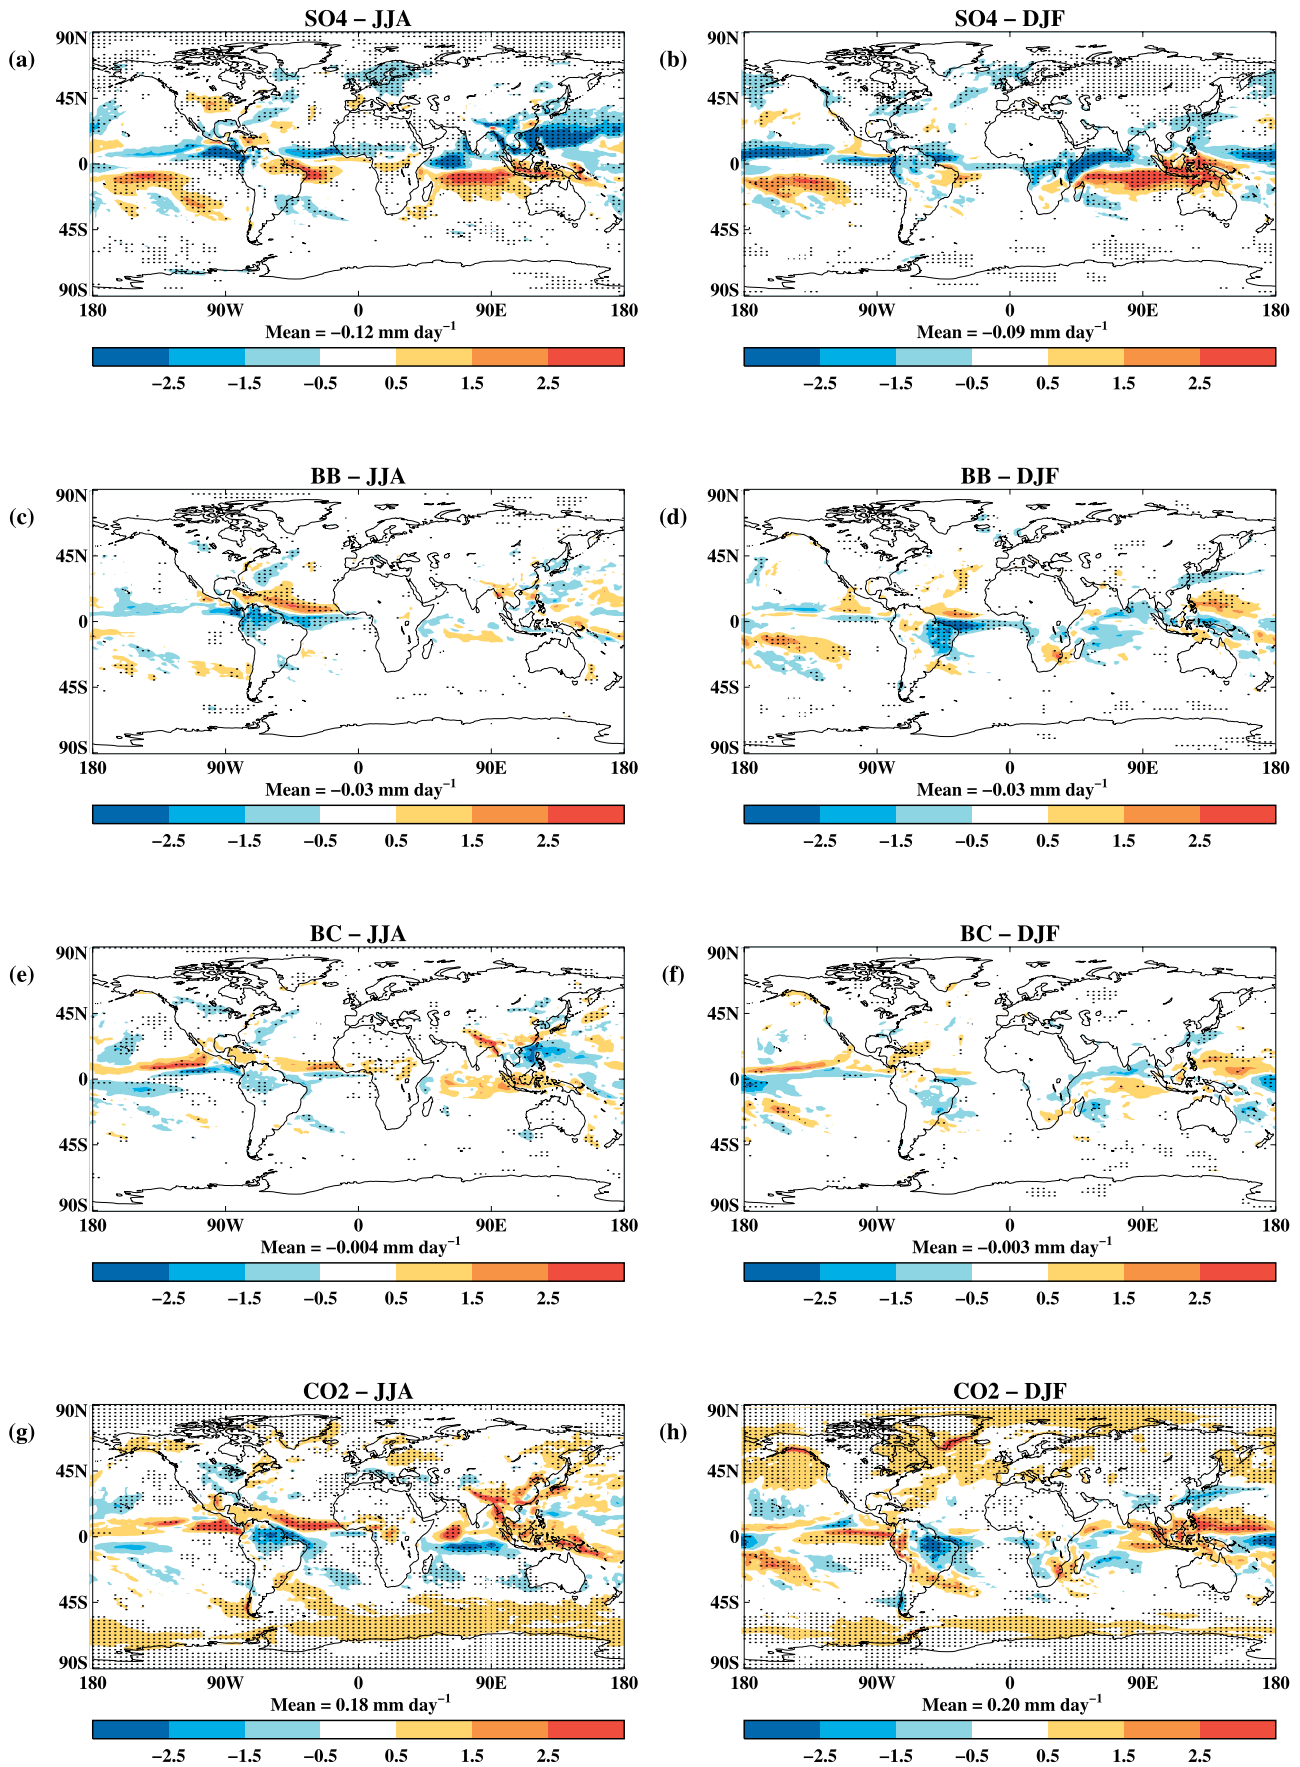 SO4 – JJA
(a)
90N
45N
0
45S
90S
180 90W 0 90E 180
Mean = −0.12 mm day−1
−2.5 −1.5 −0.5 0.5 1.5 2.5
SO4 – DJF
(b)
90N
45N
0
45S
90S
180 90W 0 90E 180
Mean = −0.09 mm day−1
−2.5 −1.5 −0.5 0.5 1.5 2.5
BB – JJA
(c)
90N
45N
0
45S
90S
180 90W 0 90E 180
Mean = −0.03 mm day−1
−2.5 −1.5 −0.5 0.5 1.5 2.5
BB – DJF
(d)
90N
45N
0
45S
90S
180 90W 0 90E 180
Mean = −0.03 mm day−1
−2.5 −1.5 −0.5 0.5 1.5 2.5
BC – JJA
(e)
90N
45N
0
45S
90S
180 90W 0 90E 180
Mean = −0.004 mm day−1
−2.5 −1.5 −0.5 0.5 1.5 2.5
BC – DJF
(f)
90N
45N
0
45S
90S
180 90W 0 90E 180
Mean = −0.003 mm day−1
−2.5 −1.5 −0.5 0.5 1.5 2.5
CO2 – JJA
(g)
90N
45N
0
45S
90S
180 90W 0 90E 180
Mean = 0.18 mm day−1
−2.5 −1.5 −0.5 0.5 1.5 2.5
CO2 – DJF
(h)
90N
45N
0
45S
90S
180 90W 0 90E 180
Mean = 0.20 mm day−1
−2.5 −1.5 −0.5 0.5 1.5 2.5